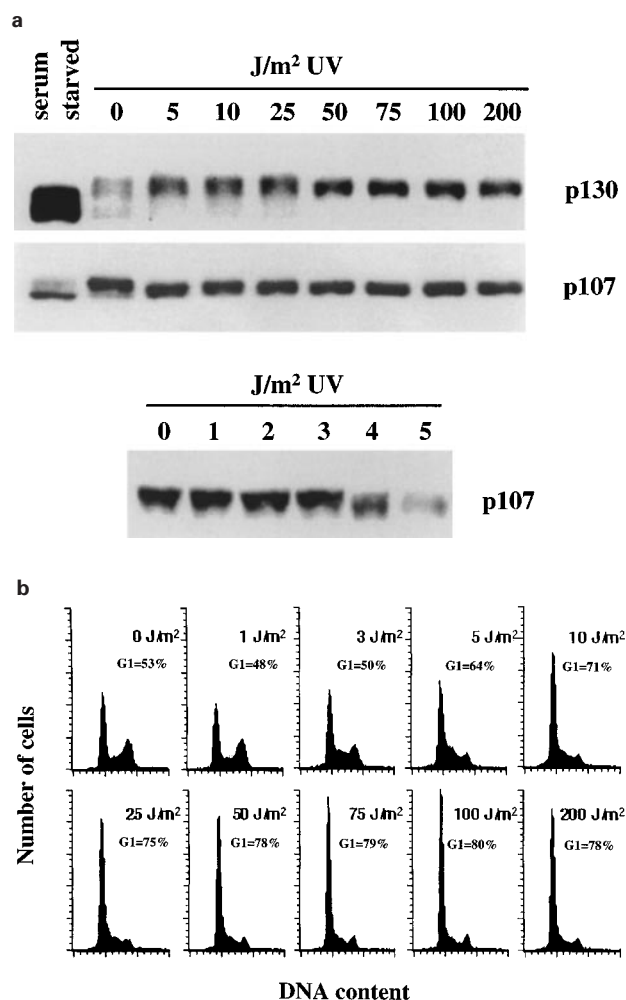 a
serum
starved
J/m² UV
0 5 10 25 50 75 100 200
p130
p107
J/m² UV
0 1 2 3 4 5
p107
b
Number of cells
0 J/m² 1 J/m² 3 J/m² 5 J/m² 10 J/m²
G1=53% G1=48% G1=50% G1=64% G1=71%
25 J/m² 50 J/m² 75 J/m² 100 J/m² 200 J/m²
G1=75% G1=78% G1=79% G1=80% G1=78%
DNA content